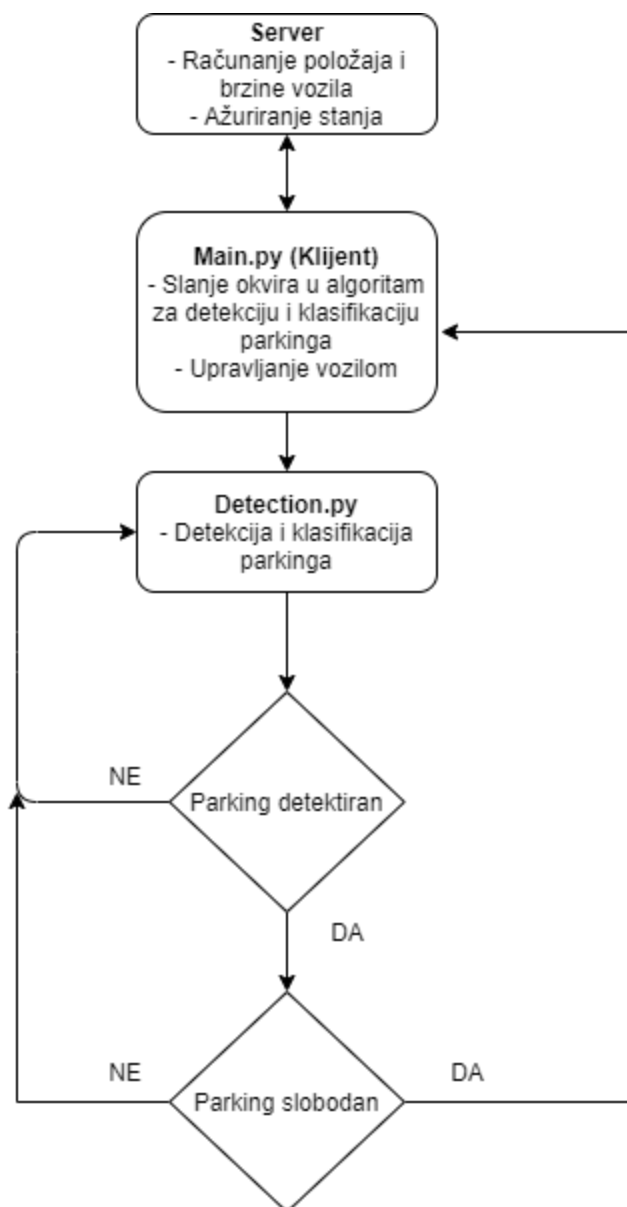 Server
- Računanje položaja i
brzine vozila
- Ažuriranje stanja
Main.py (Klijent)
- Slanje okvira u algoritam
za detekciju i klasifikaciju
parkinga
- Upravljanje vozilom
Detection.py
- Detekcija i klasifikacija
parkinga
NE
Parking detektiran
DA
NE
Parking slobodan
DA